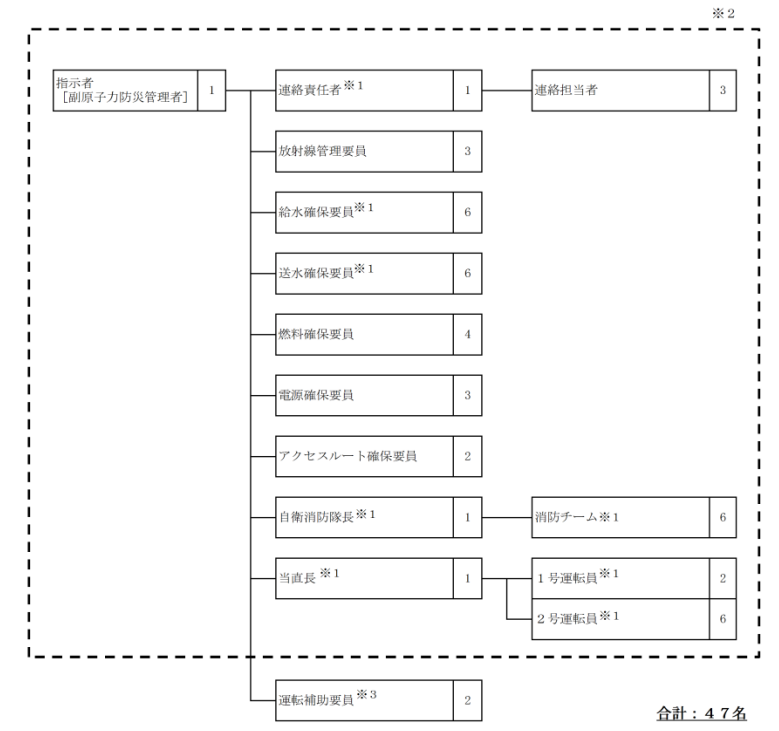 ※２
指示者
［副原子力防災管理者］
1
連絡責任者※１
1
連絡担当者
3
放射線管理要員
3
給水確保要員※１
6
送水確保要員※１
6
燃料確保要員
4
電源確保要員
3
アクセスルート確保要員
2
自衛消防隊長※１
1
消防チーム※１
6
当直長※１
1
１号運転員※１
2
２号運転員※１
6
運転補助要員※３
2
合計：４７名